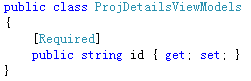 public class ProjDetailsViewModels
{
[Required]
public string id { get; set; }
}